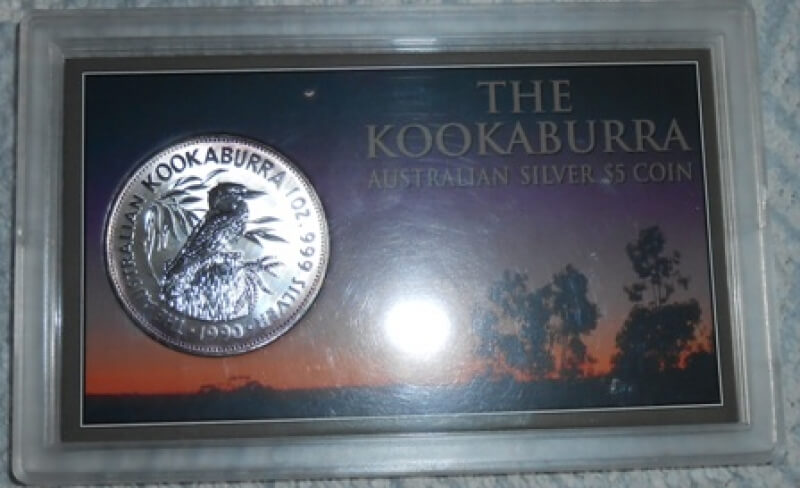 THE
KOOKABURRA
AUSTRALIAN SILVER $5 COIN
AUSTRALIAN KOOKABURRA 1 OZ. 999 SILVER
· 1990 ·